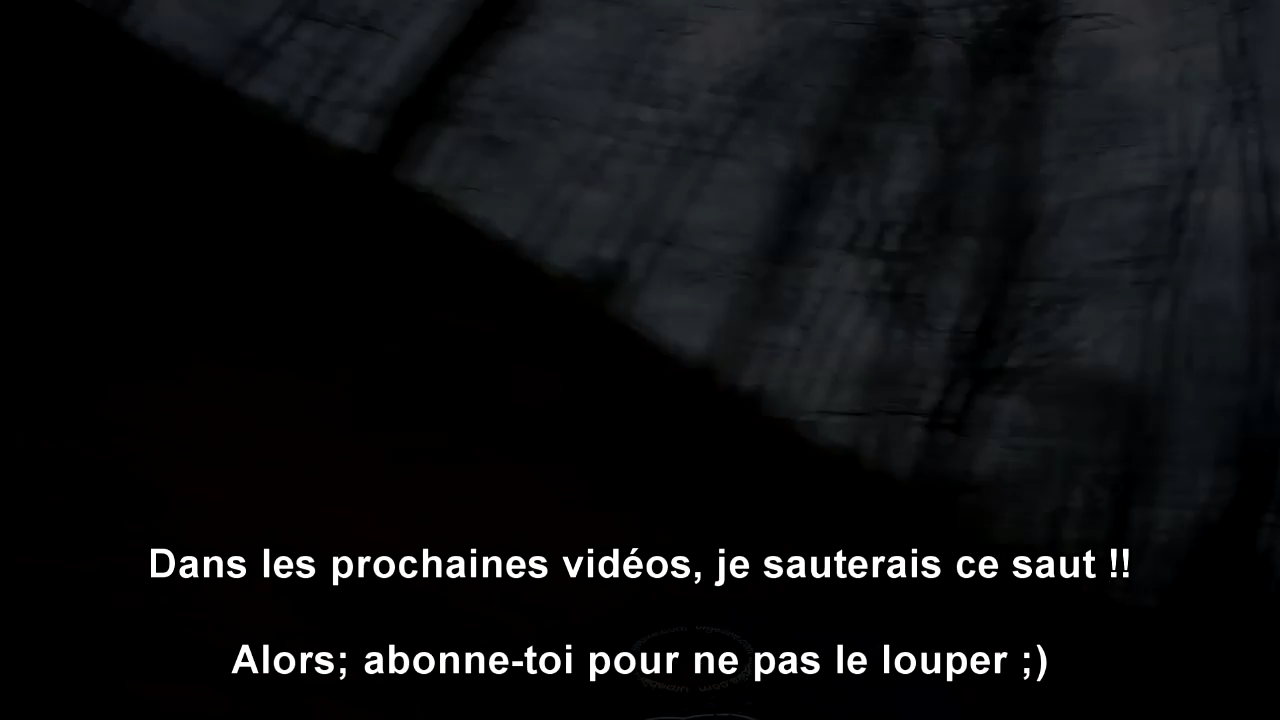 Dans les prochaines vidéos, je sauterais ce saut !!
Alors; abonne-toi pour ne pas le louper ;)